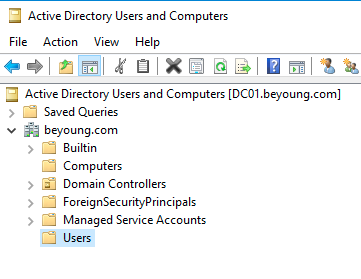 Active Directory Users and Computers
File Action View Help
Active Directory Users and Computers [DC01.beyoung.com]
Saved Queries
beyoung.com
Builtin
Computers
Domain Controllers
ForeignSecurityPrincipals
Managed Service Accounts
Users